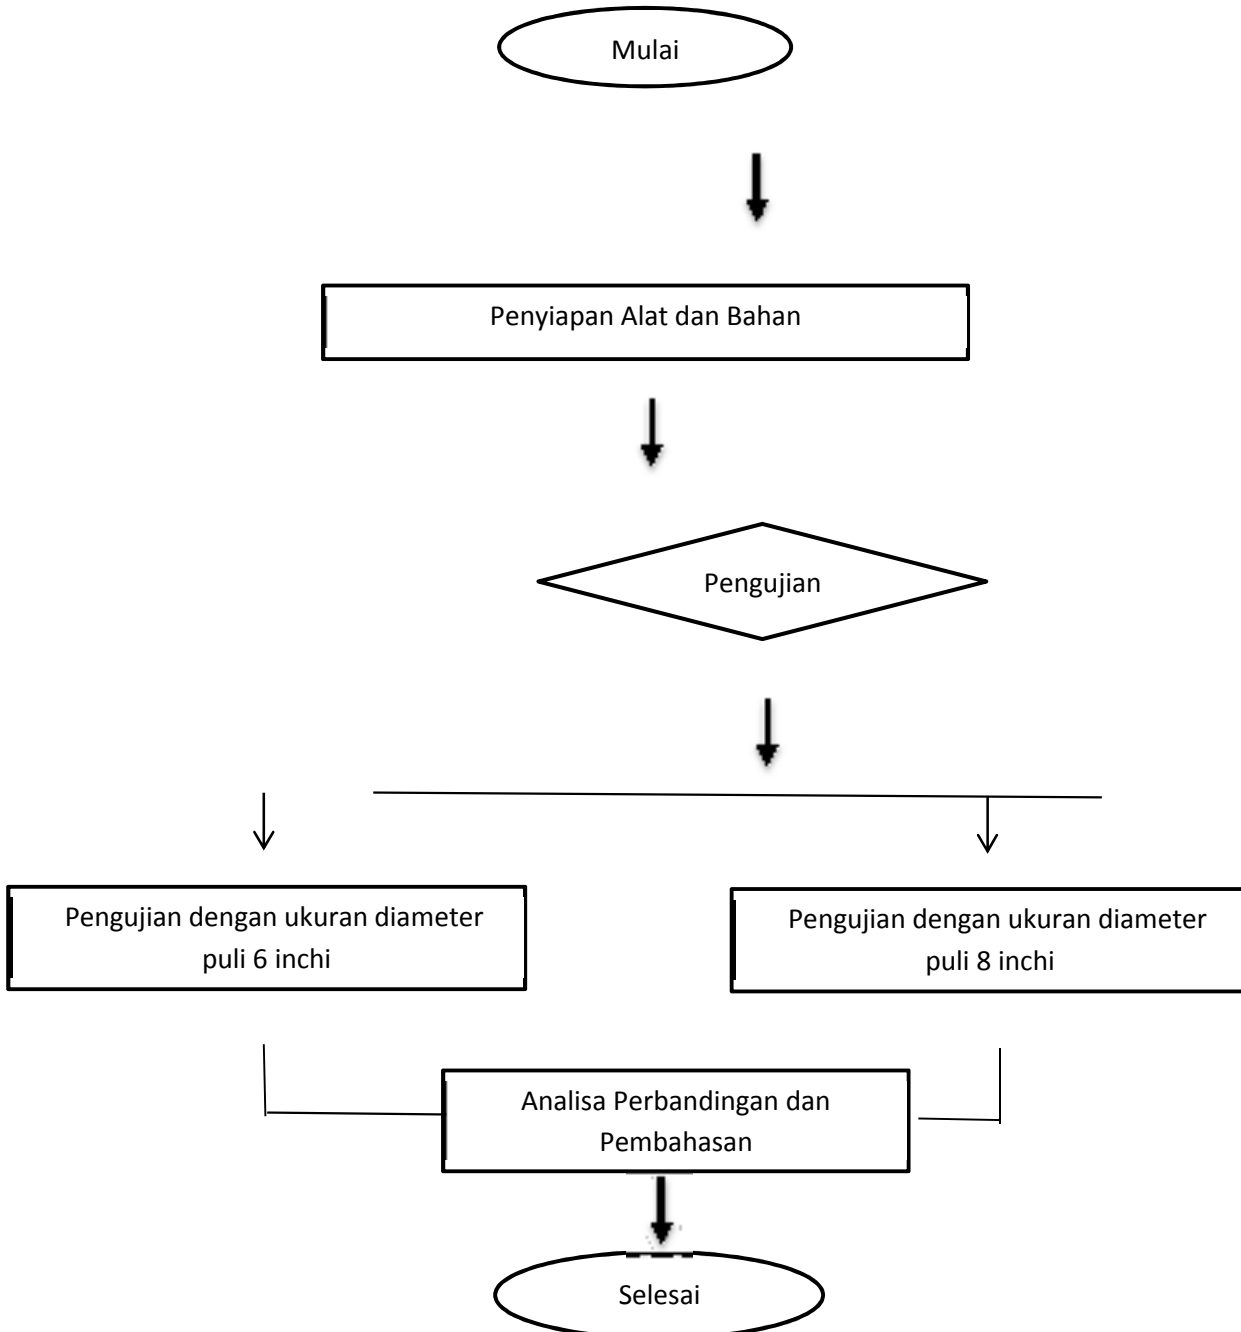 Mulai
Penyiapan Alat dan Bahan
Pengujian
Pengujian dengan ukuran diameter
puli 6 inchi
Pengujian dengan ukuran diameter
puli 8 inchi
Analisa Perbandingan dan
Pembahasan
Selesai